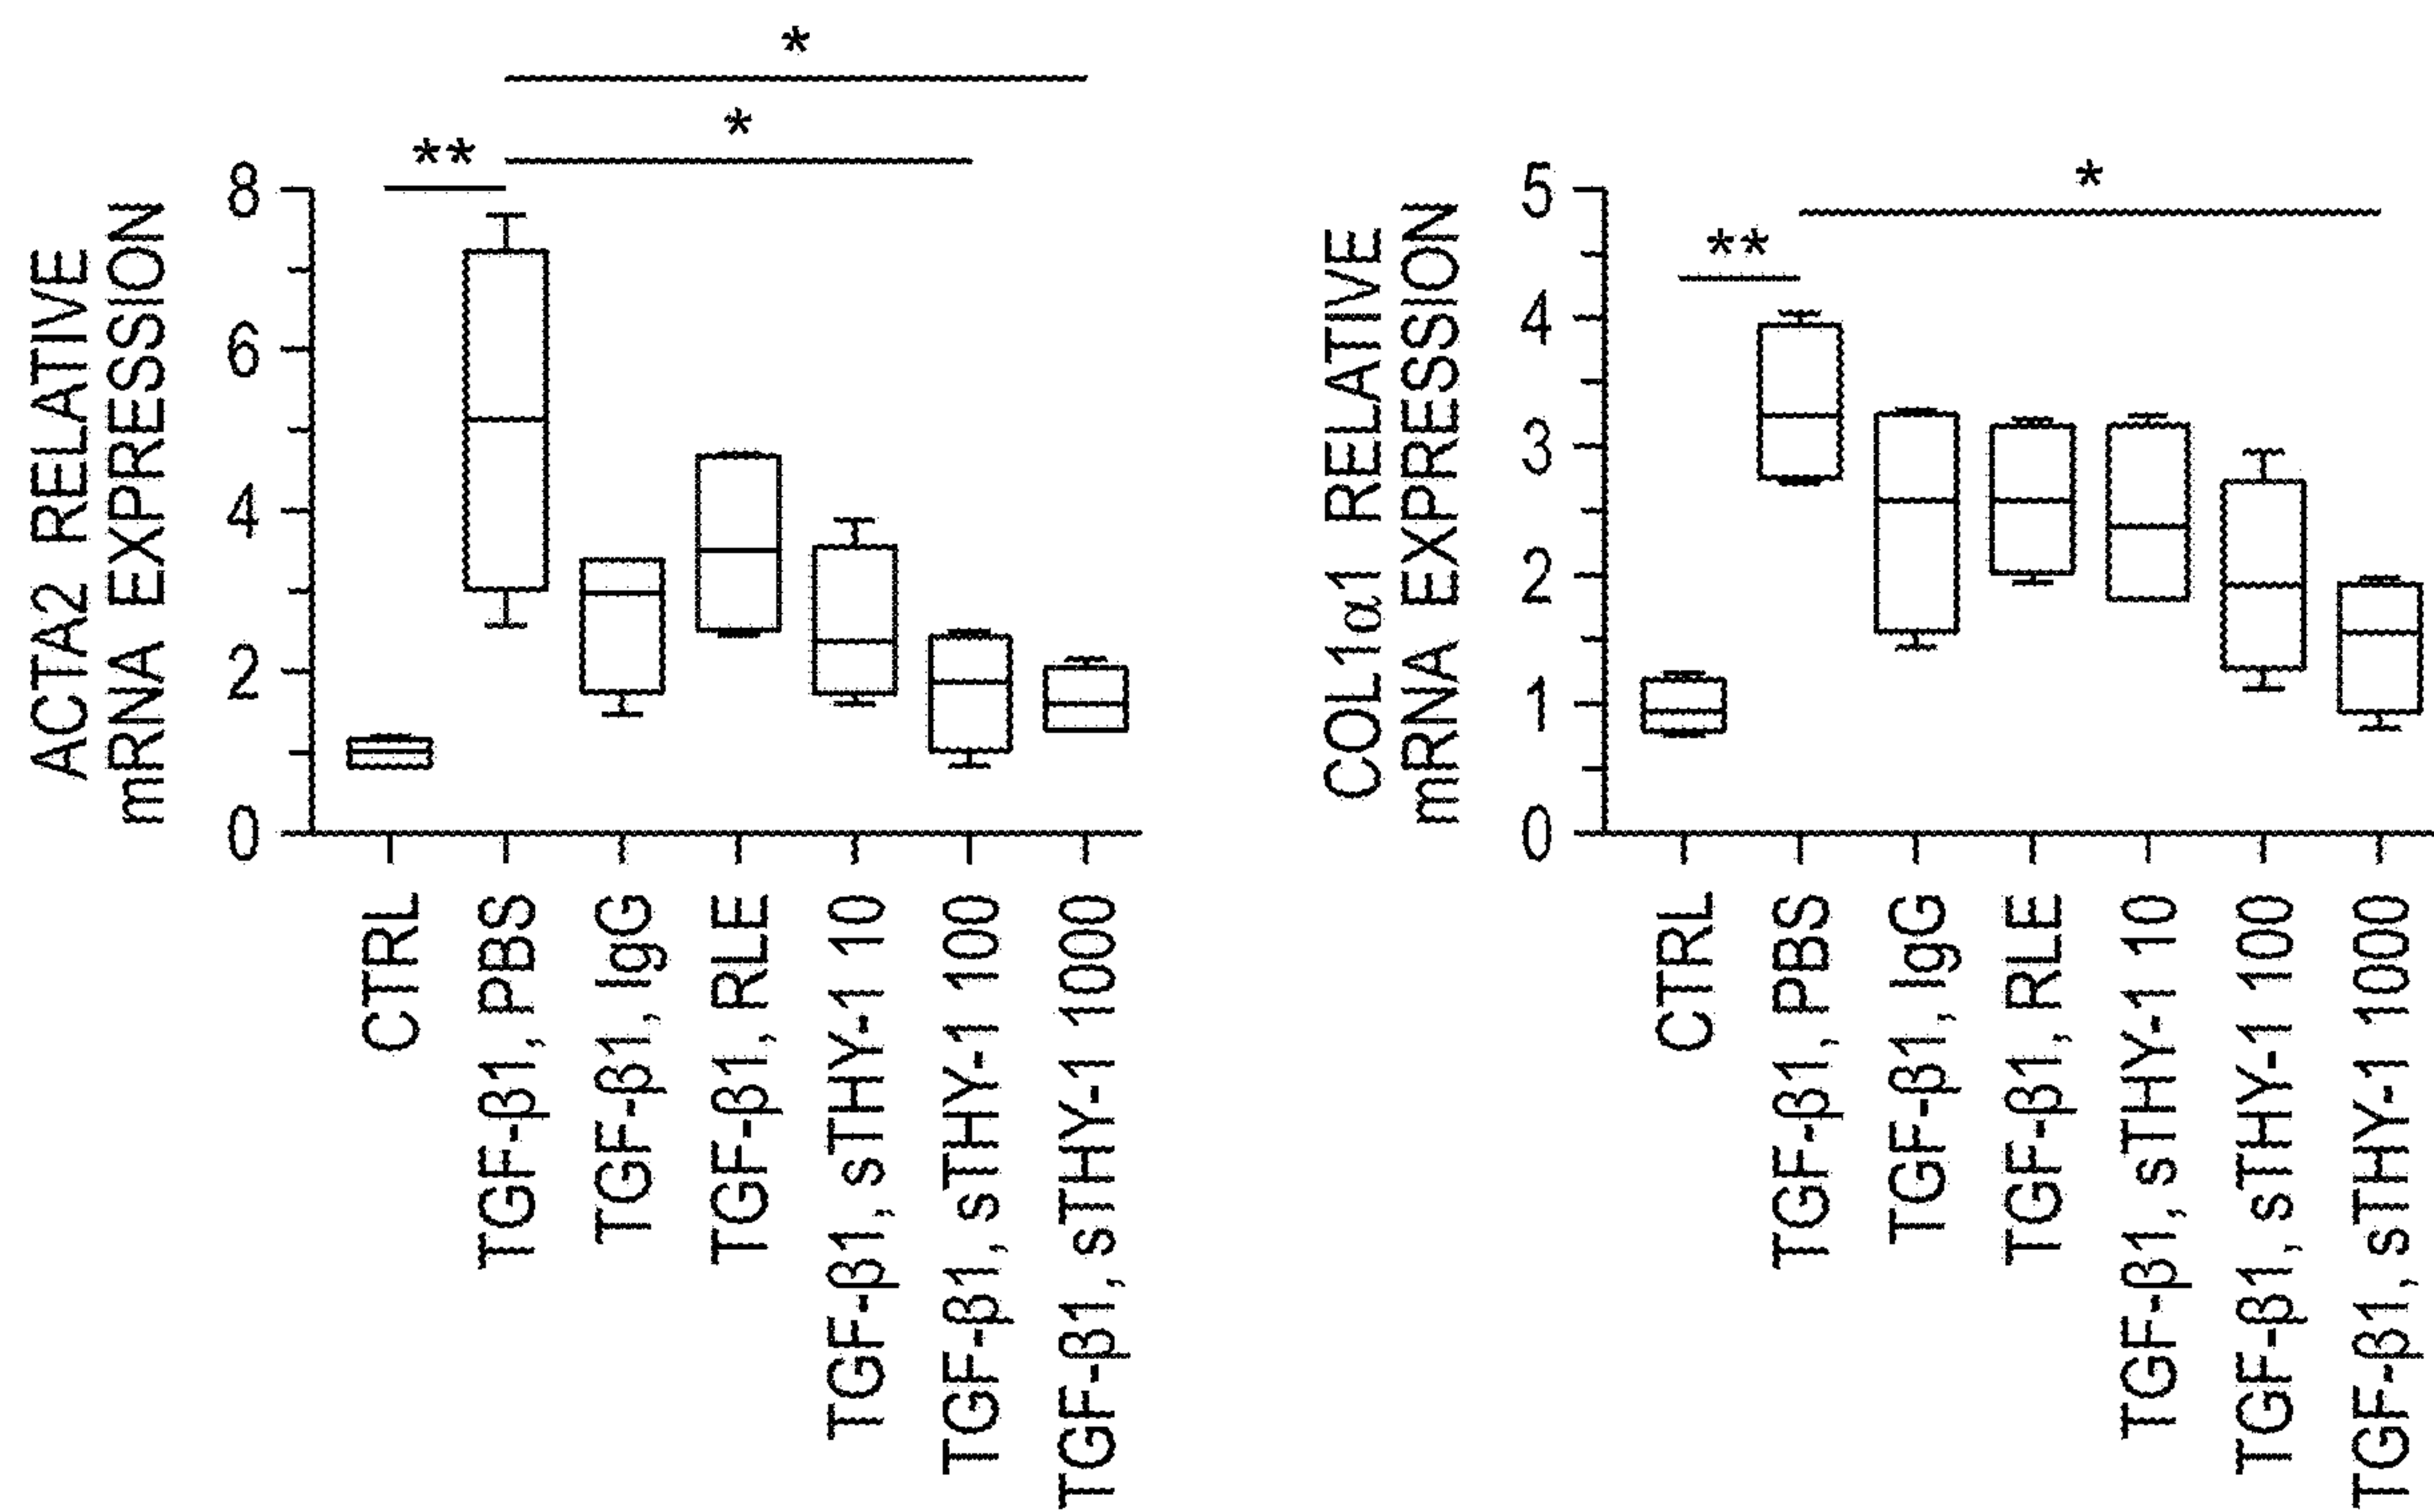 ACTA2 RELATIVE
mRNA EXPRESSION
*
*
**
8
6
4
2
0
CTRL
TGF-β1, PBS
TGF-β1, IgG
TGF-β1, RLE
TGF-β1, sTHY-1 10
TGF-β1, sTHY-1 100
TGF-β1, sTHY-1 1000
COL1α1 RELATIVE
mRNA EXPRESSION
*
**
5
4
3
2
1
0
CTRL
TGF-β1, PBS
TGF-β1, IgG
TGF-β1, RLE
TGF-β1, sTHY-1 10
TGF-β1, sTHY-1 100
TGF-β1, sTHY-1 1000